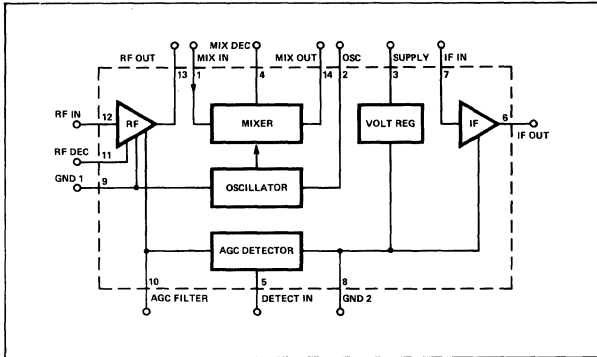 MIX DEC
RF OUT MIX IN MIX OUT OSC SUPPLY IF IN
13 1 4 14 2 3 7
RF IN 12 RF MIXER VOLT REG IF 6
IF OUT
RF DEC 11
GND 1 9 OSCILLATOR
AGC DETECTOR
10 5 8
AGC FILTER DETECT IN GND 2